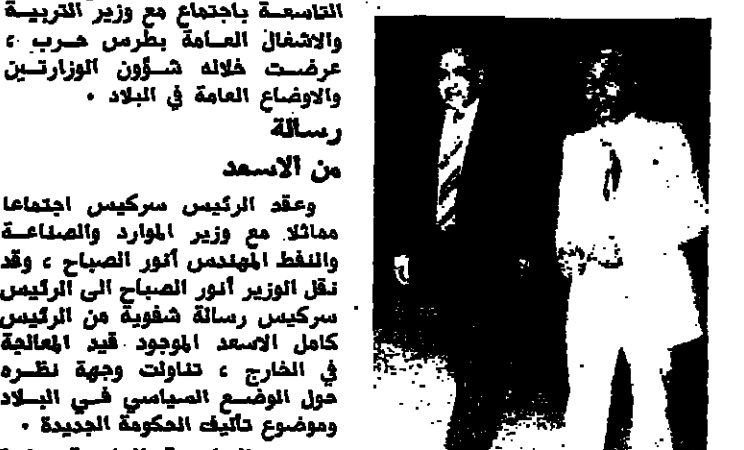 التاسعة باجتماع مع وزير التربية
والاشغال العامة بطرس حرب ،
عرضت خلاله شؤون الوزارتين
والاوضاع العامة في البلاد .
رسالة
من الاسعد
وعقد الرئيس سركيس اجتماعا
مماثلا مع وزير الموارد والصناعة
والنفط المهندس أنور الصباح ، وقد
نقل الوزير أنور الصباح الى الرئيس
سركيس رسالة شفوية من الرئيس
كامل الاسعد الموجود قيد المعالجة
في الخارج ، تناولت وجهة نظره
حول الوضع السياسي في البلاد
وموضوع تأليف الحكومة الجديدة .